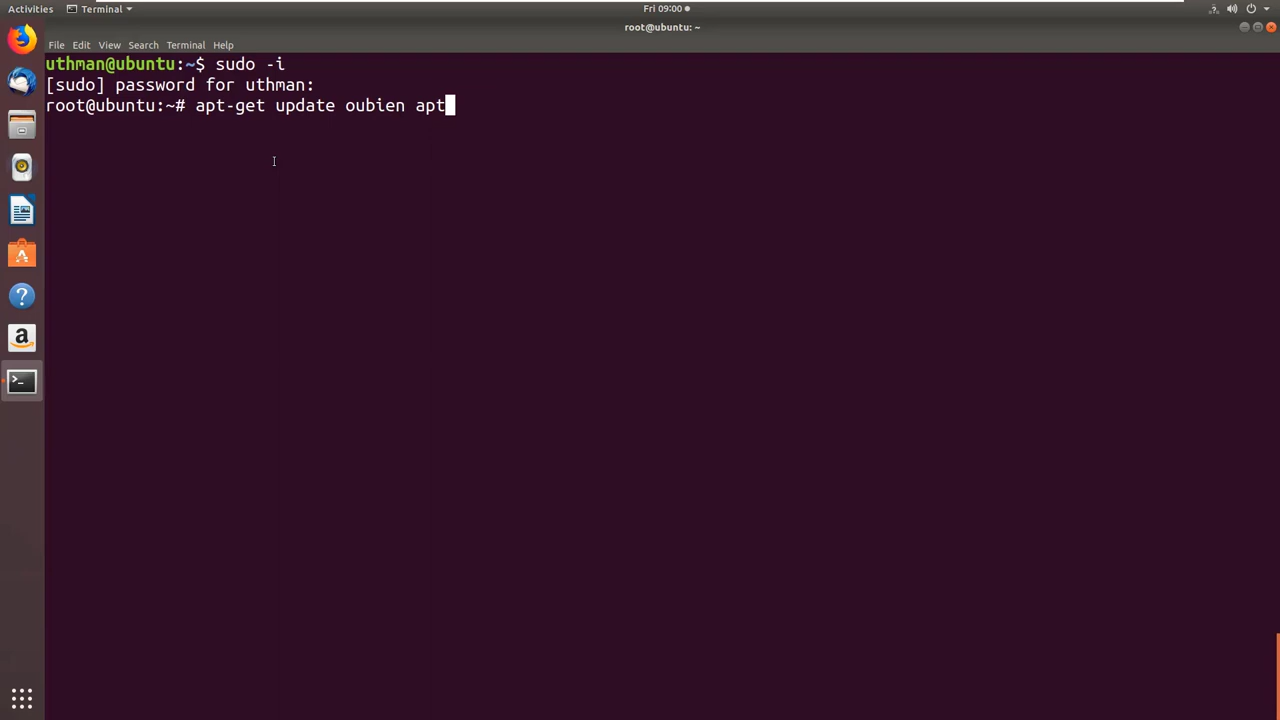 Activities
Terminal
Fri 09:00
root@ubuntu: ~
File Edit View Search Terminal Help
uthman@ubuntu:~$ sudo -i
[sudo] password for uthman:
root@ubuntu:~# apt-get update oubien apt